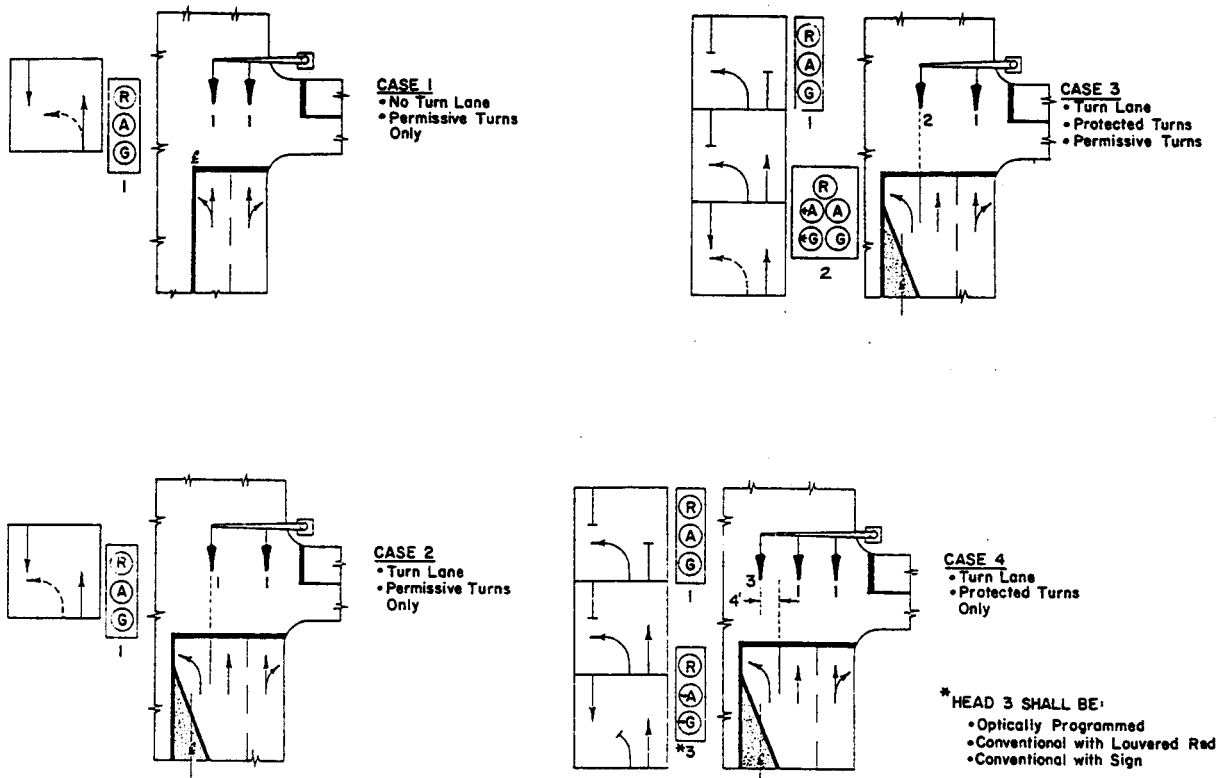 R
A
G
1
1
1
℄
CASE 1
• No Turn Lane
• Permissive Turns
Only
R
A
G
1
R
A A
G G
2
2
1
CASE 3
• Turn Lane
• Protected Turns
• Permissive Turns
R
A
G
1
1
1
CASE 2
• Turn Lane
• Permissive Turns
Only
R
A
G
1
R
A
G
*3
3
1
1
4'
CASE 4
• Turn Lane
• Protected Turns
Only
*HEAD 3 SHALL BE:
• Optically Programmed
• Conventional with Louvered Red
• Conventional with Sign